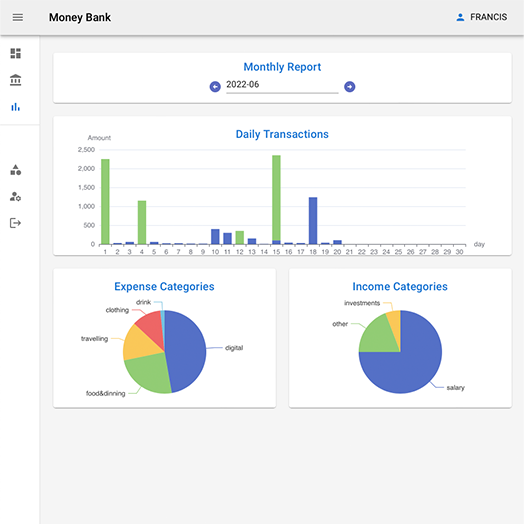 Money Bank
FRANCIS
Monthly Report
2022-06
Daily Transactions
Amount
2,500
2,000
1,500
1,000
500
0
1 2 3 4 5 6 7 8 9 10 11 12 13 14 15 16 17 18 19 20 21 22 23 24 25 26 27 28 29 30
day
Expense Categories
drink
clothing
travelling
digital
food&dinning
Income Categories
investments
other
salary